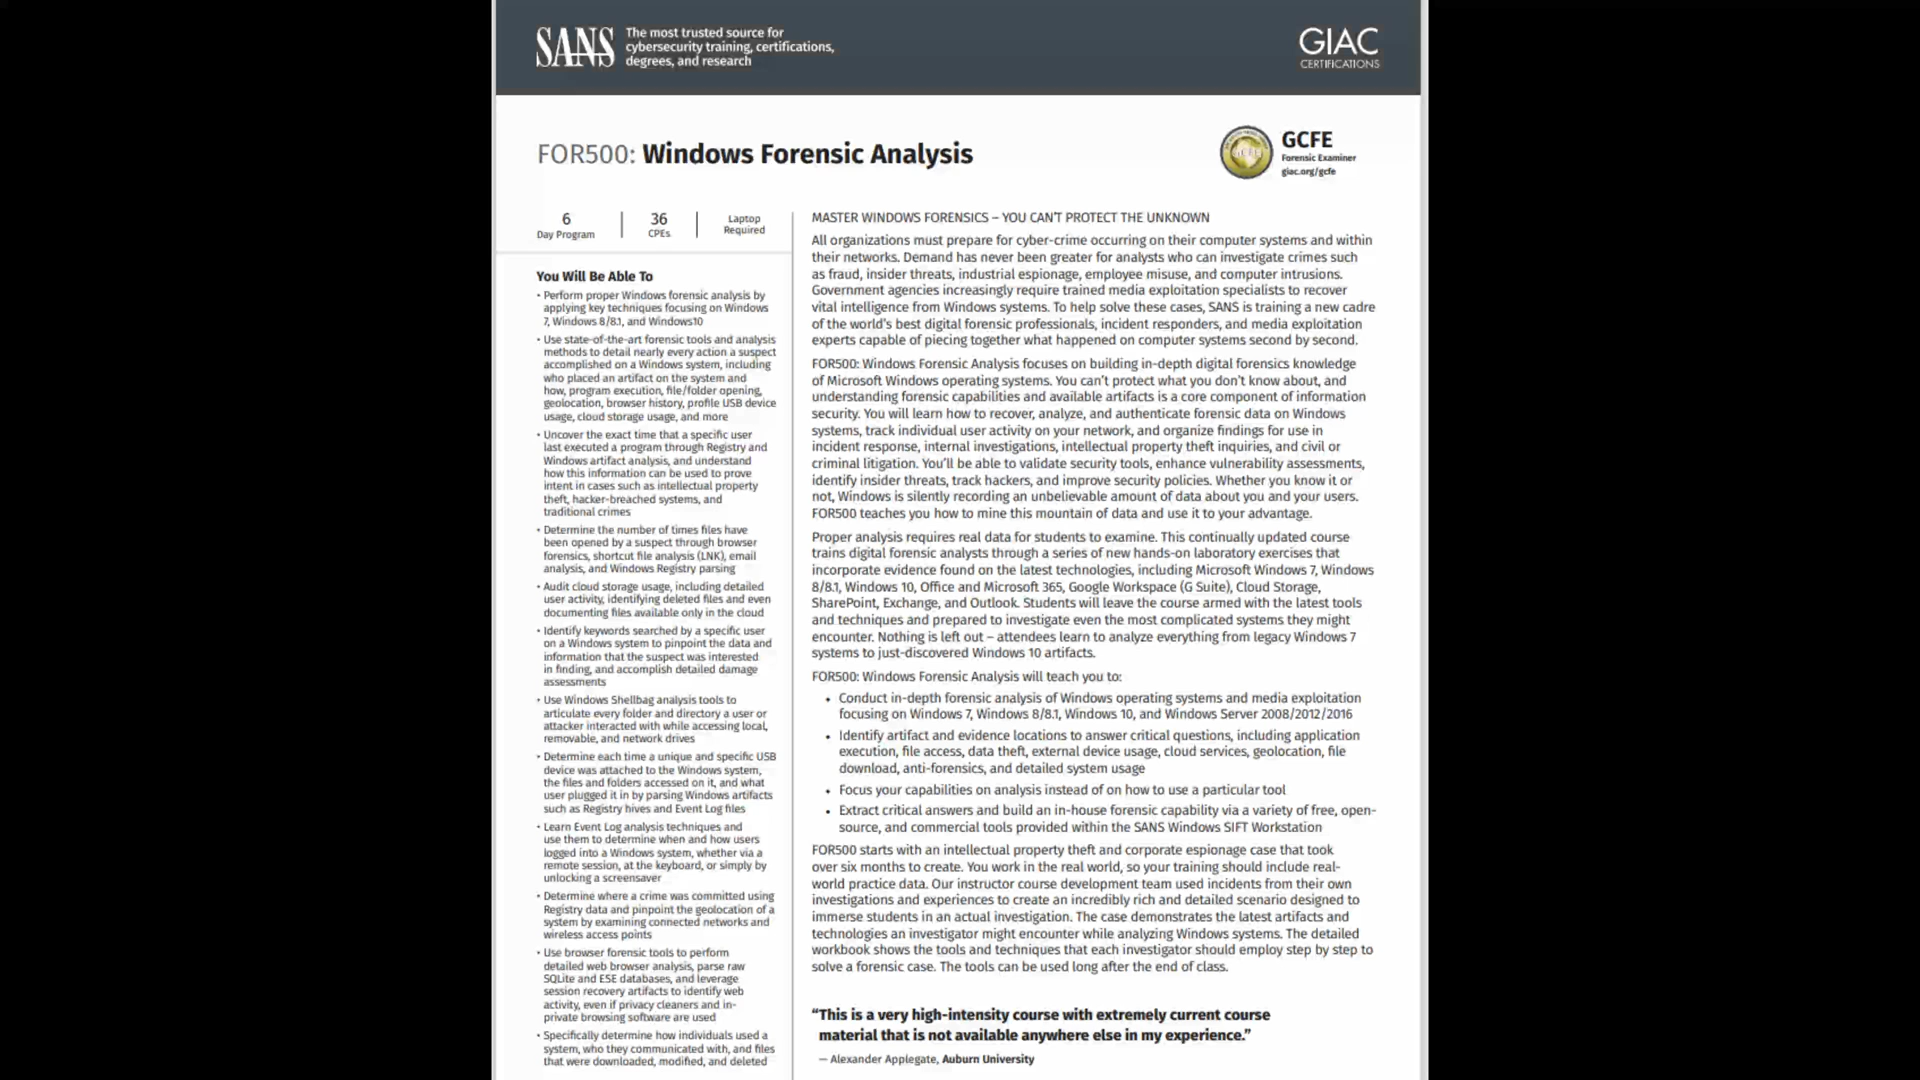 SANS
The most trusted source for
cybersecurity training, certifications,
degrees, and research
GIAC
CERTIFICATIONS
FOR500: Windows Forensic Analysis
GCFE
Forensic Examiner
giac.org/gcfe
6
Day Program
36
CPEs
Laptop
Required
You Will Be Able To
• Perform proper Windows forensic analysis by
applying key techniques focusing on Windows
7, Windows 8/8.1, and Windows10
• Use state-of-the-art forensic tools and analysis
methods to detail nearly every action a suspect
accomplished on a Windows system, including
who placed an artifact on the system and
how, program execution, file/folder opening,
geolocation, browser history, profile USB device
usage, cloud storage usage, and more
• Uncover the exact time that a specific user
last executed a program through Registry and
Windows artifact analysis, and understand
how this information can be used to prove
intent in cases such as intellectual property
theft, hacker-breached systems, and
traditional crimes
• Determine the number of times files have
been opened by a suspect through browser
forensics, shortcut file analysis (LNK), email
analysis, and Windows Registry parsing
• Audit cloud storage usage, including detailed
user activity, identifying deleted files and even
documenting files available only in the cloud
• Identify keywords searched by a specific user
on a Windows system to pinpoint the data and
information that the suspect was interested
in finding, and accomplish detailed damage
assessments
• Use Windows Shellbag analysis tools to
articulate every folder and directory a user or
attacker interacted with while accessing local,
removable, and network drives
• Determine each time a unique and specific USB
device was attached to the Windows system,
the files and folders accessed on it, and what
user plugged it in by parsing Windows artifacts
such as Registry hives and Event Log files
• Learn Event Log analysis techniques and
use them to determine when and how users
logged into a Windows system, whether via a
remote session, at the keyboard, or simply by
unlocking a screensaver
• Determine where a crime was committed using
Registry data and pinpoint the geolocation of a
system by examining connected networks and
wireless access points
• Use browser forensic tools to perform
detailed web browser analysis, parse raw
SQLite and ESE databases, and leverage
session recovery artifacts to identify web
activity, even if privacy cleaners and in-
private browsing software are used
• Specifically determine how individuals used a
system, who they communicated with, and files
that were downloaded, modified, and deleted
MASTER WINDOWS FORENSICS – YOU CAN'T PROTECT THE UNKNOWN
All organizations must prepare for cyber-crime occurring on their computer systems and within
their networks. Demand has never been greater for analysts who can investigate crimes such
as fraud, insider threats, industrial espionage, employee misuse, and computer intrusions.
Government agencies increasingly require trained media exploitation specialists to recover
vital intelligence from Windows systems. To help solve these cases, SANS is training a new cadre
of the world's best digital forensic professionals, incident responders, and media exploitation
experts capable of piecing together what happened on computer systems second by second.
FOR500: Windows Forensic Analysis focuses on building in-depth digital forensics knowledge
of Microsoft Windows operating systems. You can't protect what you don't know about, and
understanding forensic capabilities and available artifacts is a core component of information
security. You will learn how to recover, analyze, and authenticate forensic data on Windows
systems, track individual user activity on your network, and organize findings for use in
incident response, internal investigations, intellectual property theft inquiries, and civil or
criminal litigation. You'll be able to validate security tools, enhance vulnerability assessments,
identify insider threats, track hackers, and improve security policies. Whether you know it or
not, Windows is silently recording an unbelievable amount of data about you and your users.
FOR500 teaches you how to mine this mountain of data and use it to your advantage.
Proper analysis requires real data for students to examine. This continually updated course
trains digital forensic analysts through a series of new hands-on laboratory exercises that
incorporate evidence found on the latest technologies, including Microsoft Windows 7, Windows
8/8.1, Windows 10, Office and Microsoft 365, Google Workspace (G Suite), Cloud Storage,
SharePoint, Exchange, and Outlook. Students will leave the course armed with the latest tools
and techniques and prepared to investigate even the most complicated systems they might
encounter. Nothing is left out – attendees learn to analyze everything from legacy Windows 7
systems to just-discovered Windows 10 artifacts.
FOR500: Windows Forensic Analysis will teach you to:
• Conduct in-depth forensic analysis of Windows operating systems and media exploitation
focusing on Windows 7, Windows 8/8.1, Windows 10, and Windows Server 2008/2012/2016
• Identify artifact and evidence locations to answer critical questions, including application
execution, file access, data theft, external device usage, cloud services, geolocation, file
download, anti-forensics, and detailed system usage
• Focus your capabilities on analysis instead of on how to use a particular tool
• Extract critical answers and build an in-house forensic capability via a variety of free, open-
source, and commercial tools provided within the SANS Windows SIFT Workstation
FOR500 starts with an intellectual property theft and corporate espionage case that took
over six months to create. You work in the real world, so your training should include real-
world practice data. Our instructor course development team used incidents from their own
investigations and experiences to create an incredibly rich and detailed scenario designed to
immerse students in an actual investigation. The case demonstrates the latest artifacts and
technologies an investigator might encounter while analyzing Windows systems. The detailed
workbook shows the tools and techniques that each investigator should employ step by step to
solve a forensic case. The tools can be used long after the end of class.
“This is a very high-intensity course with extremely current course
material that is not available anywhere else in my experience.”
— Alexander Applegate, Auburn University